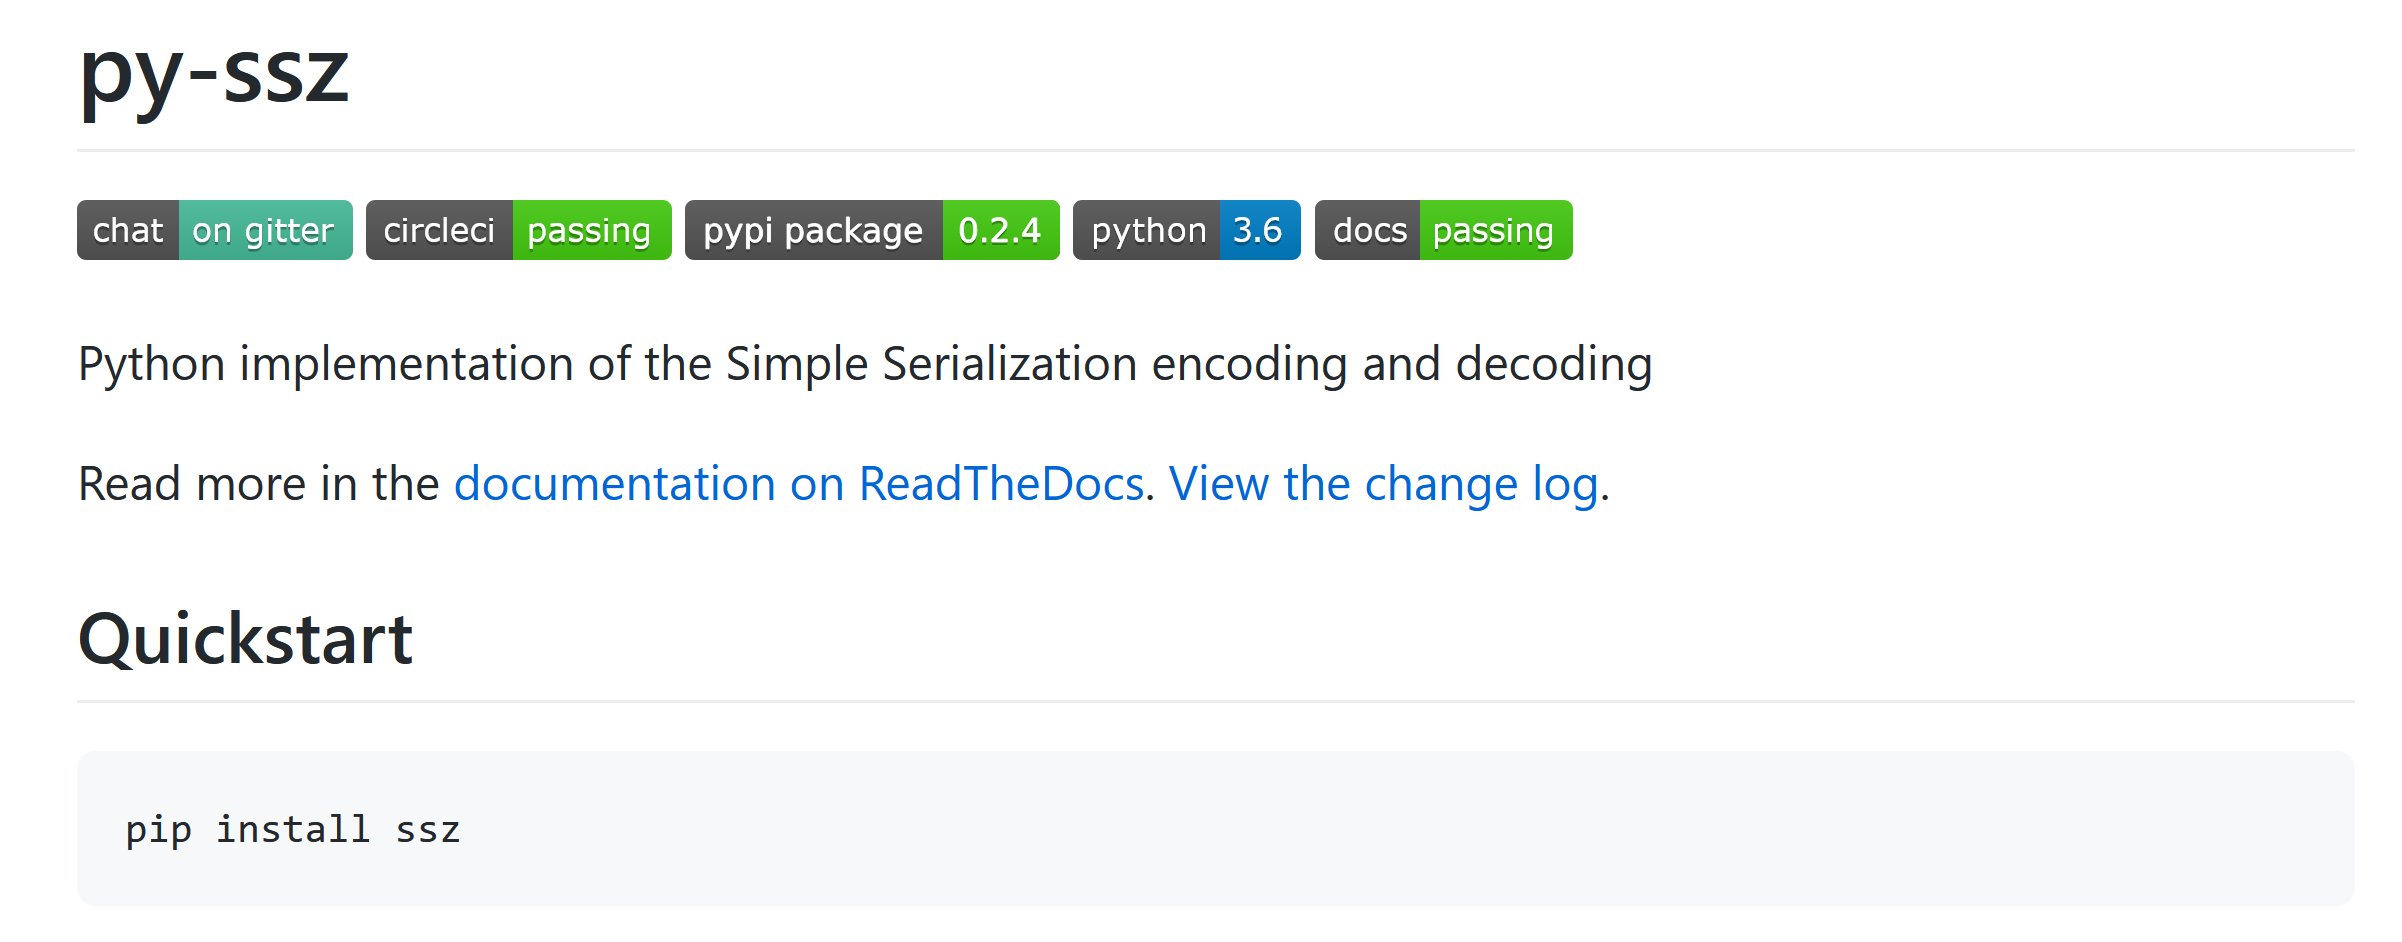 py-ssz
chat on gitter circleci passing pypi package 0.2.4 python 3.6 docs passing
Python implementation of the Simple Serialization encoding and decoding
Read more in the documentation on ReadTheDocs. View the change log.
Quickstart
pip install ssz